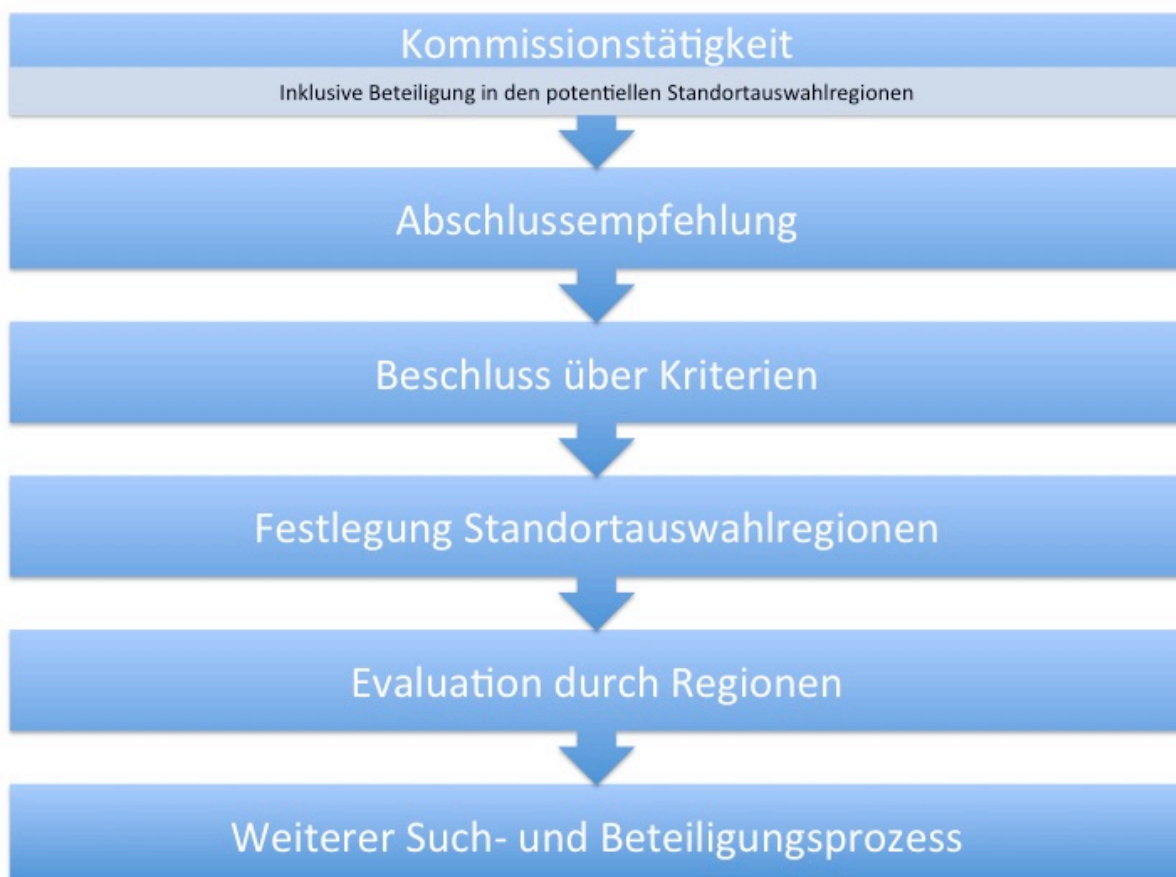 Kommissionstätigkeit
Inklusive Beteiligung in den potentiellen Standortauswahlregionen
Abschlussempfehlung
Beschluss über Kriterien
Festlegung Standortauswahlregionen
Evaluation durch Regionen
Weiterer Such- und Beteiligungsprozess